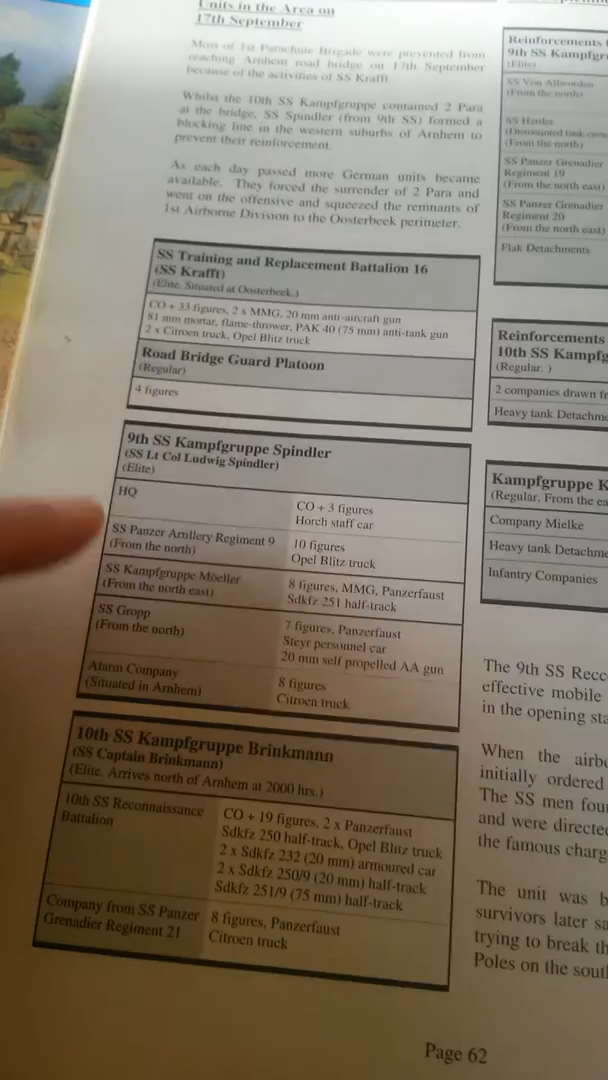 Units in the Area on
17th September
Most of 1st Parachute Brigade were prevented from
reaching Arnhem road bridge on 17th September
because of the activities of SS Krafft.
Whilst the 10th SS Kampfgruppe contained 2 Para
at the bridge, SS Spindler (from 9th SS) formed a
blocking line in the western suburbs of Arnhem to
prevent their reinforcement.
As each day passed more German units became
available. They forced the surrender of 2 Para and
went on the offensive and squeezed the remnants of
1st Airborne Division to the Oosterbeek perimeter.
SS Training and Replacement Battalion 16
(SS Krafft)
(Elite. Situated at Oosterbeek.)
CO + 33 figures, 2 x MMG, 20 mm anti-aircraft gun
81 mm mortar, flame-thrower, PAK 40 (75 mm) anti-tank gun
2 x Citroen truck, Opel Blitz truck
Road Bridge Guard Platoon
(Regular)
4 figures
9th SS Kampfgruppe Spindler
(SS Lt Col Ludwig Spindler)
(Elite)
HQ
CO + 3 figures
Horch staff car
SS Panzer Artillery Regiment 9
(From the north)
10 figures
Opel Blitz truck
SS Kampfgruppe Moeller
(From the north east)
8 figures, MMG, Panzerfaust
Sdkfz 251 half-track
SS Gropp
(From the north)
7 figures, Panzerfaust
Steyr personnel car
20 mm self propelled AA gun
Alarm Company
(Situated in Arnhem)
8 figures
Citroen truck
10th SS Kampfgruppe Brinkmann
(SS Captain Brinkmann)
(Elite. Arrives north of Arnhem at 2000 hrs.)
10th SS Reconnaissance
Battalion
CO + 19 figures, 2 x Panzerfaust
Sdkfz 250 half-track, Opel Blitz truck
2 x Sdkfz 232 (20 mm) armoured car
2 x Sdkfz 250/9 (20 mm) half-track
Sdkfz 251/9 (75 mm) half-track
Company from SS Panzer
Grenadier Regiment 21
8 figures, Panzerfaust
Citroen truck
Reinforcements
9th SS Kampfgr
(Elite)
SS Von Allworden
(From the north)
SS Harder
(Dismounted tank
(From the north)
SS Panzer Grenadier
Regiment 19
(From the north east)
SS Panzer Grenadier
Regiment 20
(From the north east)
Flak Detachments
Reinforcements
10th SS Kampfg
(Regular. )
2 companies drawn fr
Heavy tank Detachme
Kampfgruppe K
(Regular. From the ea
Company Mielke
Heavy tank Detachme
Infantry Companies
The 9th SS Reco
effective mobile
in the opening sta
When the airbo
initially ordered
The SS men four
and were directe
the famous charg
The unit was b
survivors later sa
trying to break th
Poles on the sout
Page 62